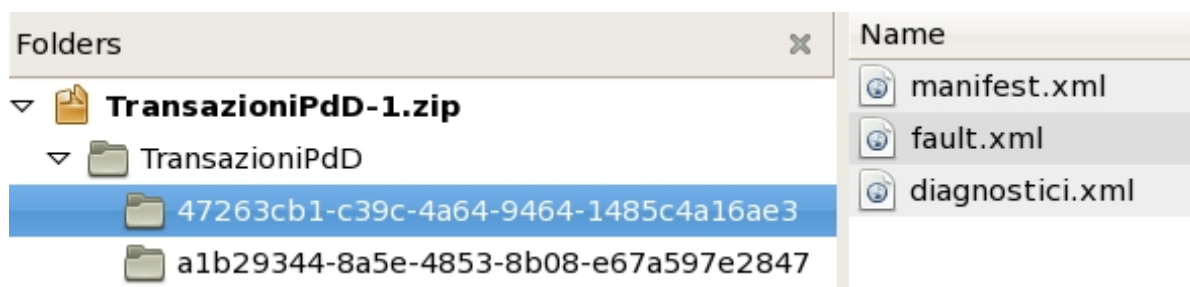 Folders
TransazioniPdD-1.zip
TransazioniPdD
47263cb1-c39c-4a64-9464-1485c4a16ae3
a1b29344-8a5e-4853-8b08-e67a597e2847
Name
manifest.xml
fault.xml
diagnostici.xml